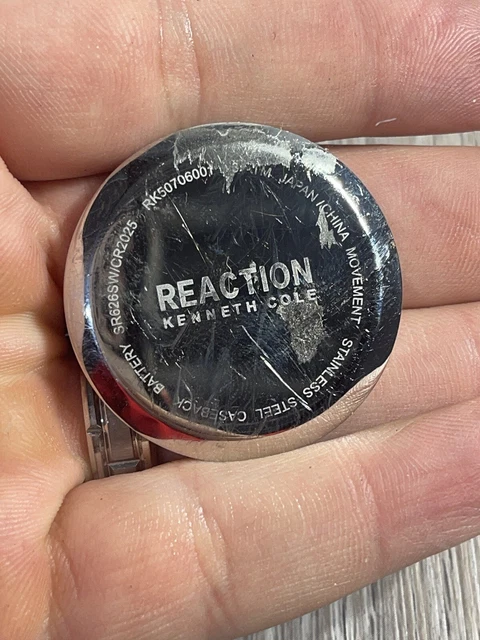 REACTION
KENNETH COLE
BATTERY SR626SW/CR2025
RK50706001
JAPAN/CHINA MOVEMENT
STAINLESS STEEL CASEBACK